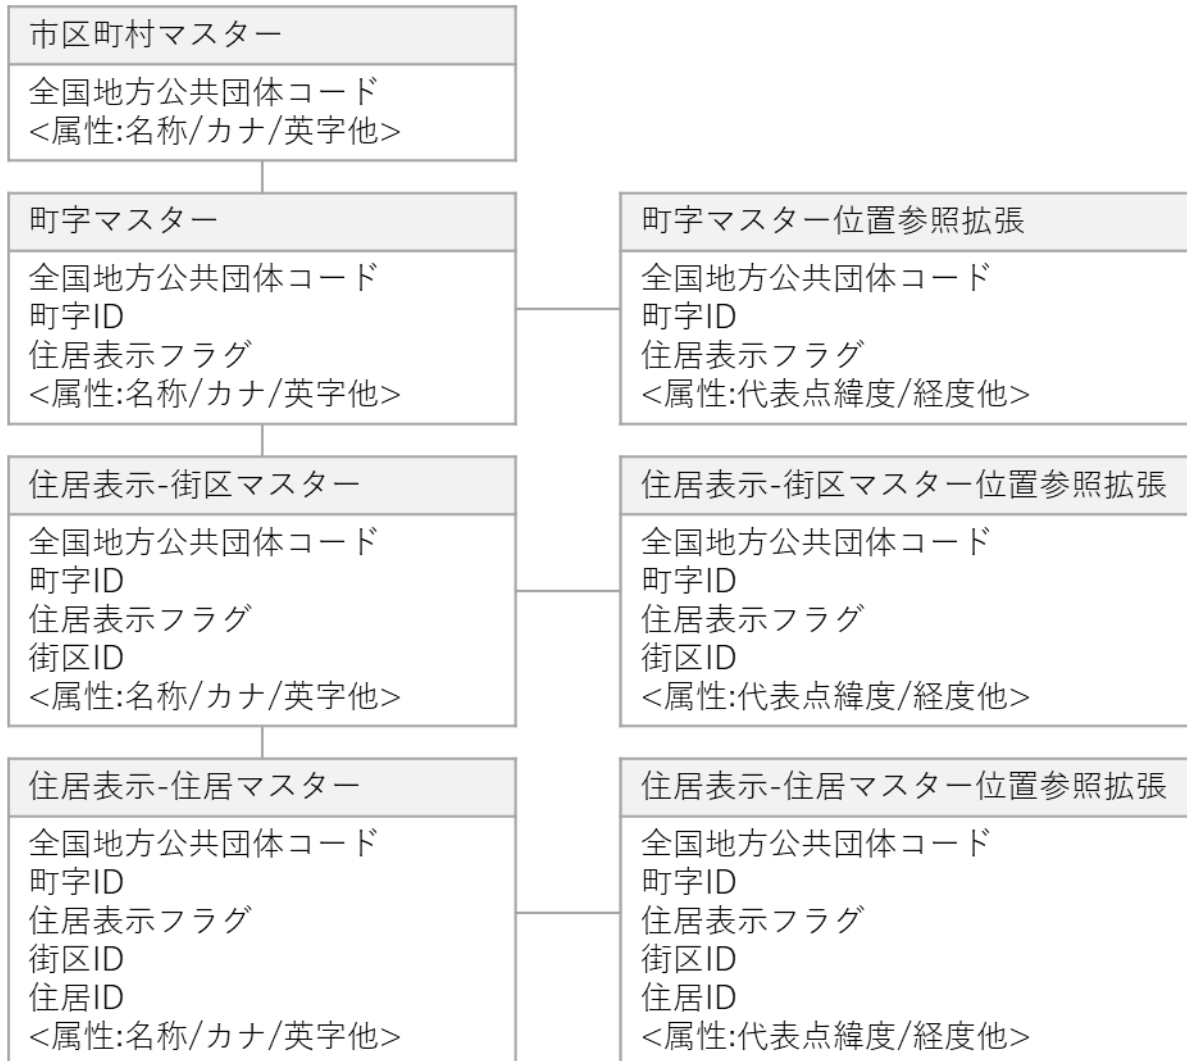 市区町村マスター
全国地方公共団体コード
<属性:名称/カナ/英字他>
町字マスター
全国地方公共団体コード
町字ID
住居表示フラグ
<属性:名称/カナ/英字他>
町字マスター位置参照拡張
全国地方公共団体コード
町字ID
住居表示フラグ
<属性:代表点緯度/経度他>
住居表示-街区マスター
全国地方公共団体コード
町字ID
住居表示フラグ
街区ID
<属性:名称/カナ/英字他>
住居表示-街区マスター位置参照拡張
全国地方公共団体コード
町字ID
住居表示フラグ
街区ID
<属性:代表点緯度/経度他>
住居表示-住居マスター
全国地方公共団体コード
町字ID
住居表示フラグ
街区ID
住居ID
<属性:名称/カナ/英字他>
住居表示-住居マスター位置参照拡張
全国地方公共団体コード
町字ID
住居表示フラグ
街区ID
住居ID
<属性:代表点緯度/経度他>